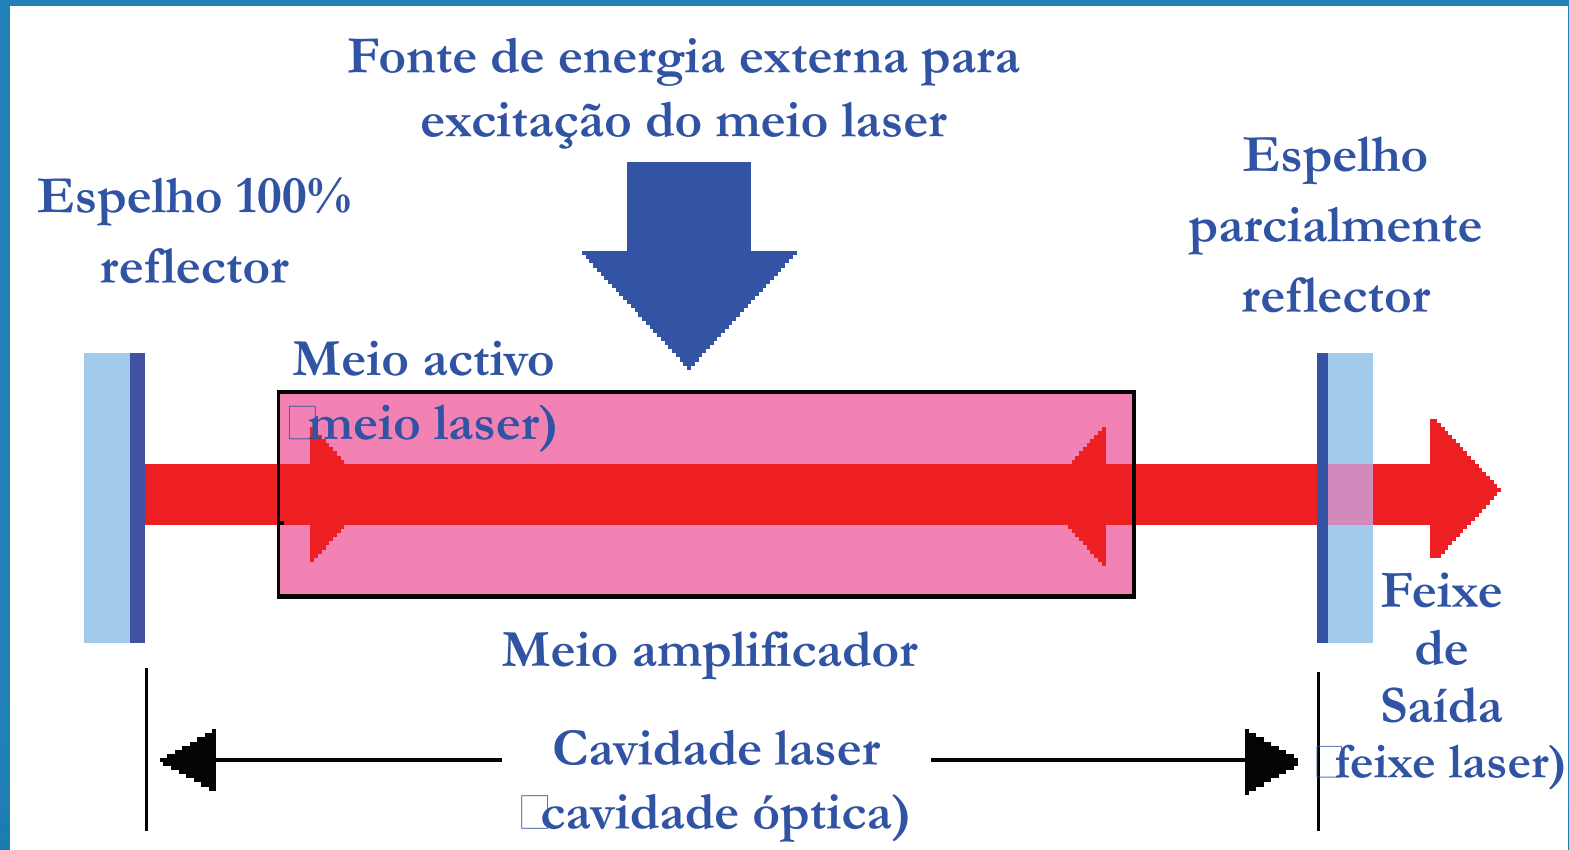 Fonte de energia externa para
excitação do meio laser
Espelho 100%
reflector
Espelho
parcialmente
reflector
Meio activo
□meio laser)
Meio amplificador
Cavidade laser
□cavidade óptica)
Feixe
de
Saída
□feixe laser)